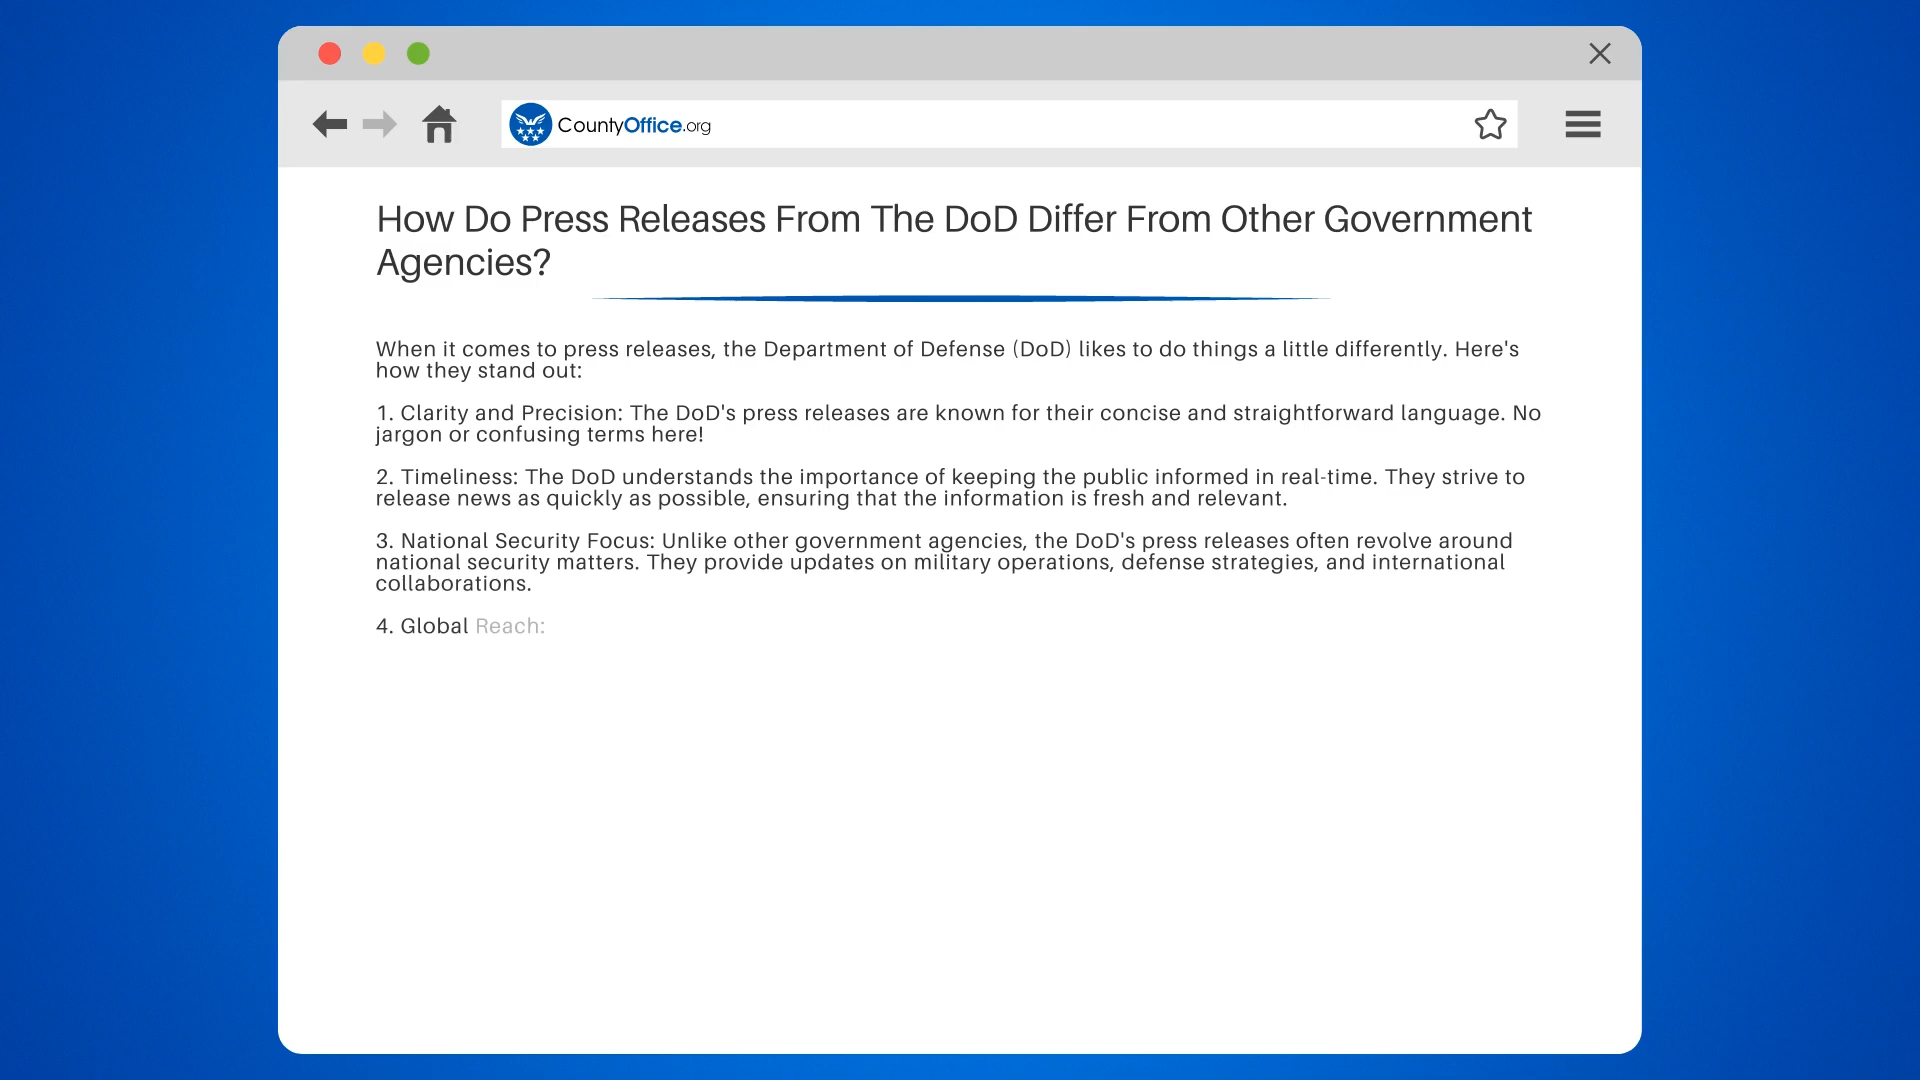 CountyOffice.org
How Do Press Releases From The DoD Differ From Other Government
Agencies?
When it comes to press releases, the Department of Defense (DoD) likes to do things a little differently. Here's
how they stand out:
1. Clarity and Precision: The DoD's press releases are known for their concise and straightforward language. No
jargon or confusing terms here!
2. Timeliness: The DoD understands the importance of keeping the public informed in real-time. They strive to
release news as quickly as possible, ensuring that the information is fresh and relevant.
3. National Security Focus: Unlike other government agencies, the DoD's press releases often revolve around
national security matters. They provide updates on military operations, defense strategies, and international
collaborations.
4. Global Reach: